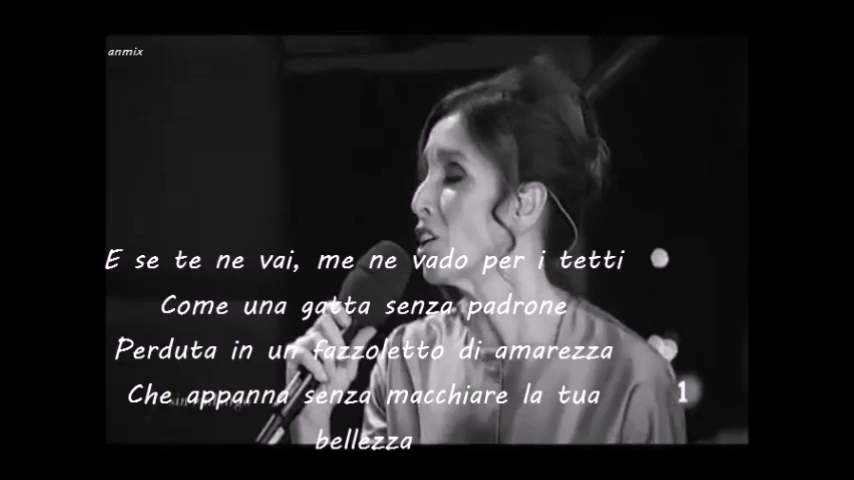 anmix
E se te ne vai, me ne vado per i tetti
Come una gatta senza padrone
Perduta in un fazzoletto di amarezza
Che appanna senza macchiare la tua
bellezza
1